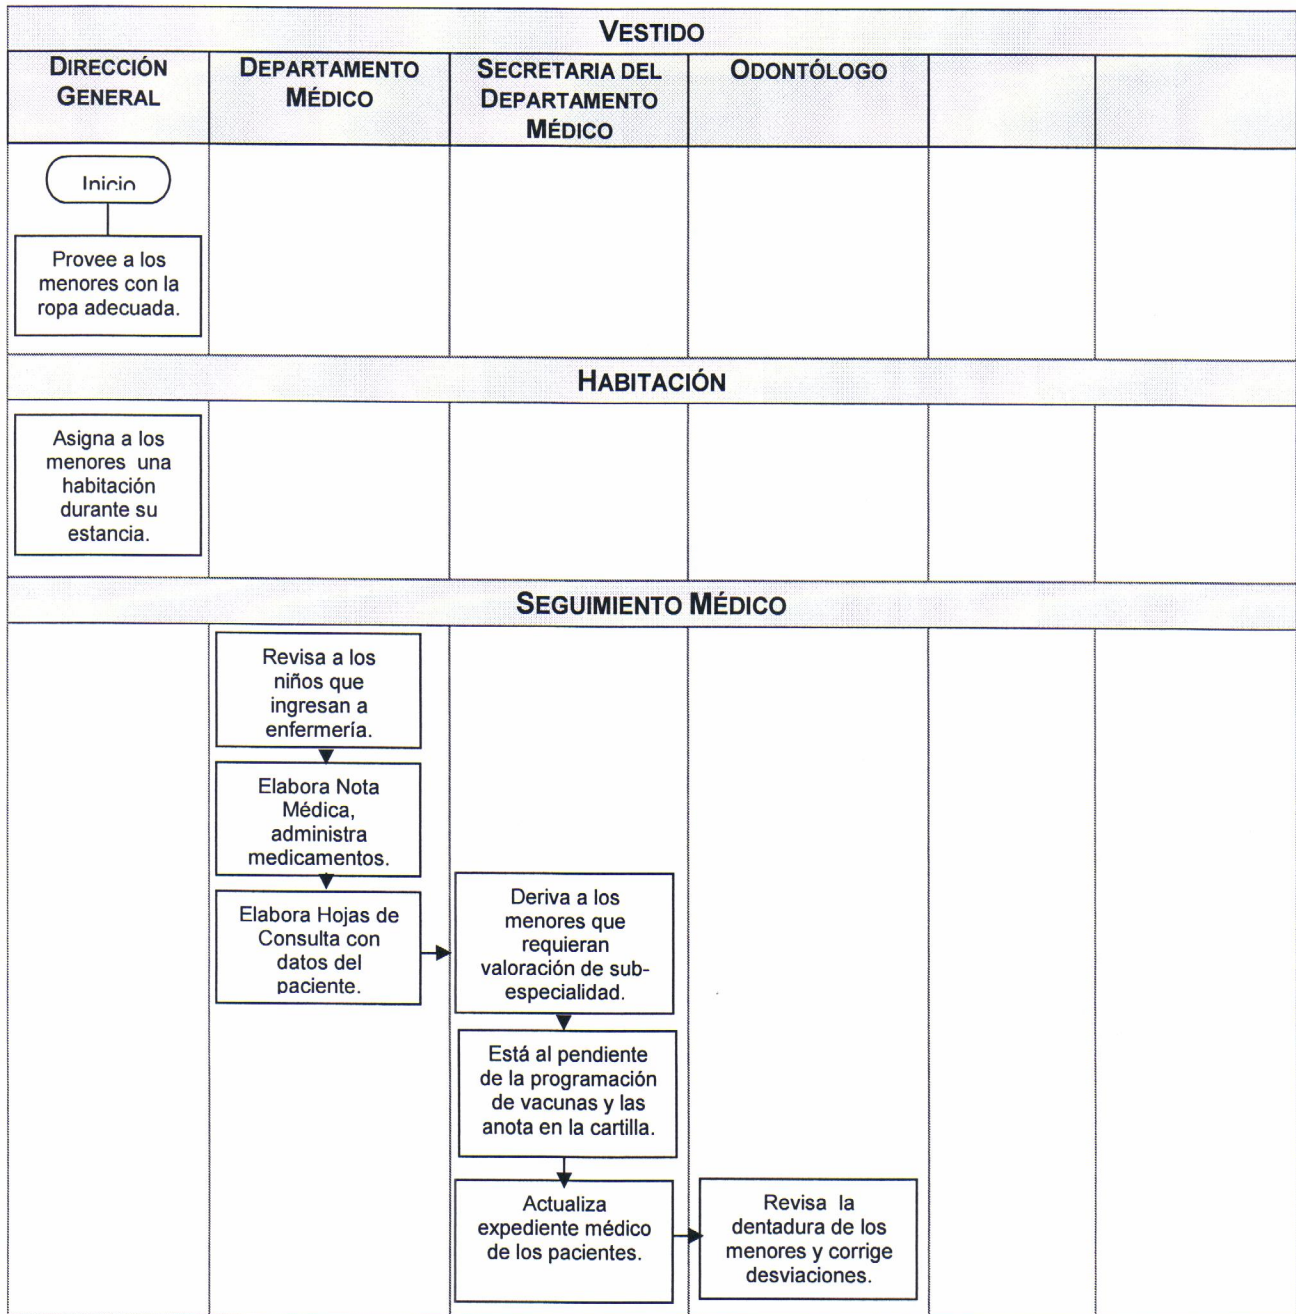 VESTIDO
DIRECCIÓN
GENERAL
DEPARTAMENTO
MÉDICO
SECRETARIA DEL
DEPARTAMENTO
MÉDICO
ODONTÓLOGO
Inicio
Provee a los
menores con la
ropa adecuada.
HABITACIÓN
Asigna a los
menores una
habitación
durante su
estancia.
SEGUIMIENTO MÉDICO
Revisa a los
niños que
ingresan a
enfermería.
Elabora Nota
Médica,
administra
medicamentos.
Elabora Hojas de
Consulta con
datos del
paciente.
Deriva a los
menores que
requieran
valoración de sub-
especialidad.
Está al pendiente
de la programación
de vacunas y las
anota en la cartilla.
Actualiza
expediente médico
de los pacientes.
Revisa la
dentadura de los
menores y corrige
desviaciones.